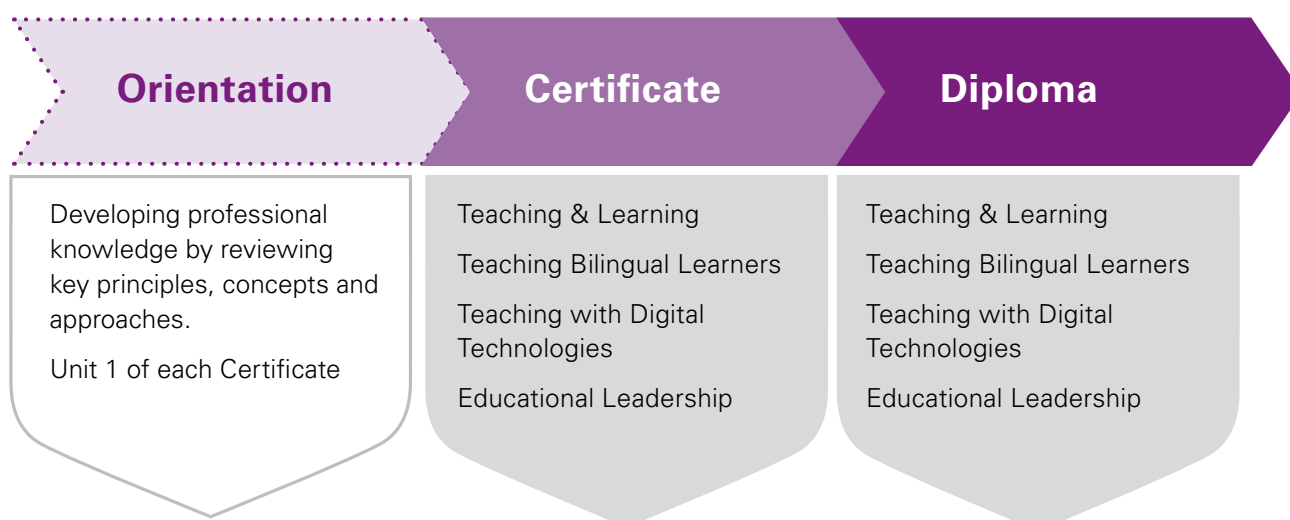 Orientation
Certificate
Diploma
Developing professional
knowledge by reviewing
key principles, concepts and
approaches.
Unit 1 of each Certificate
Teaching & Learning
Teaching Bilingual Learners
Teaching with Digital
Technologies
Educational Leadership
Teaching & Learning
Teaching Bilingual Learners
Teaching with Digital
Technologies
Educational Leadership